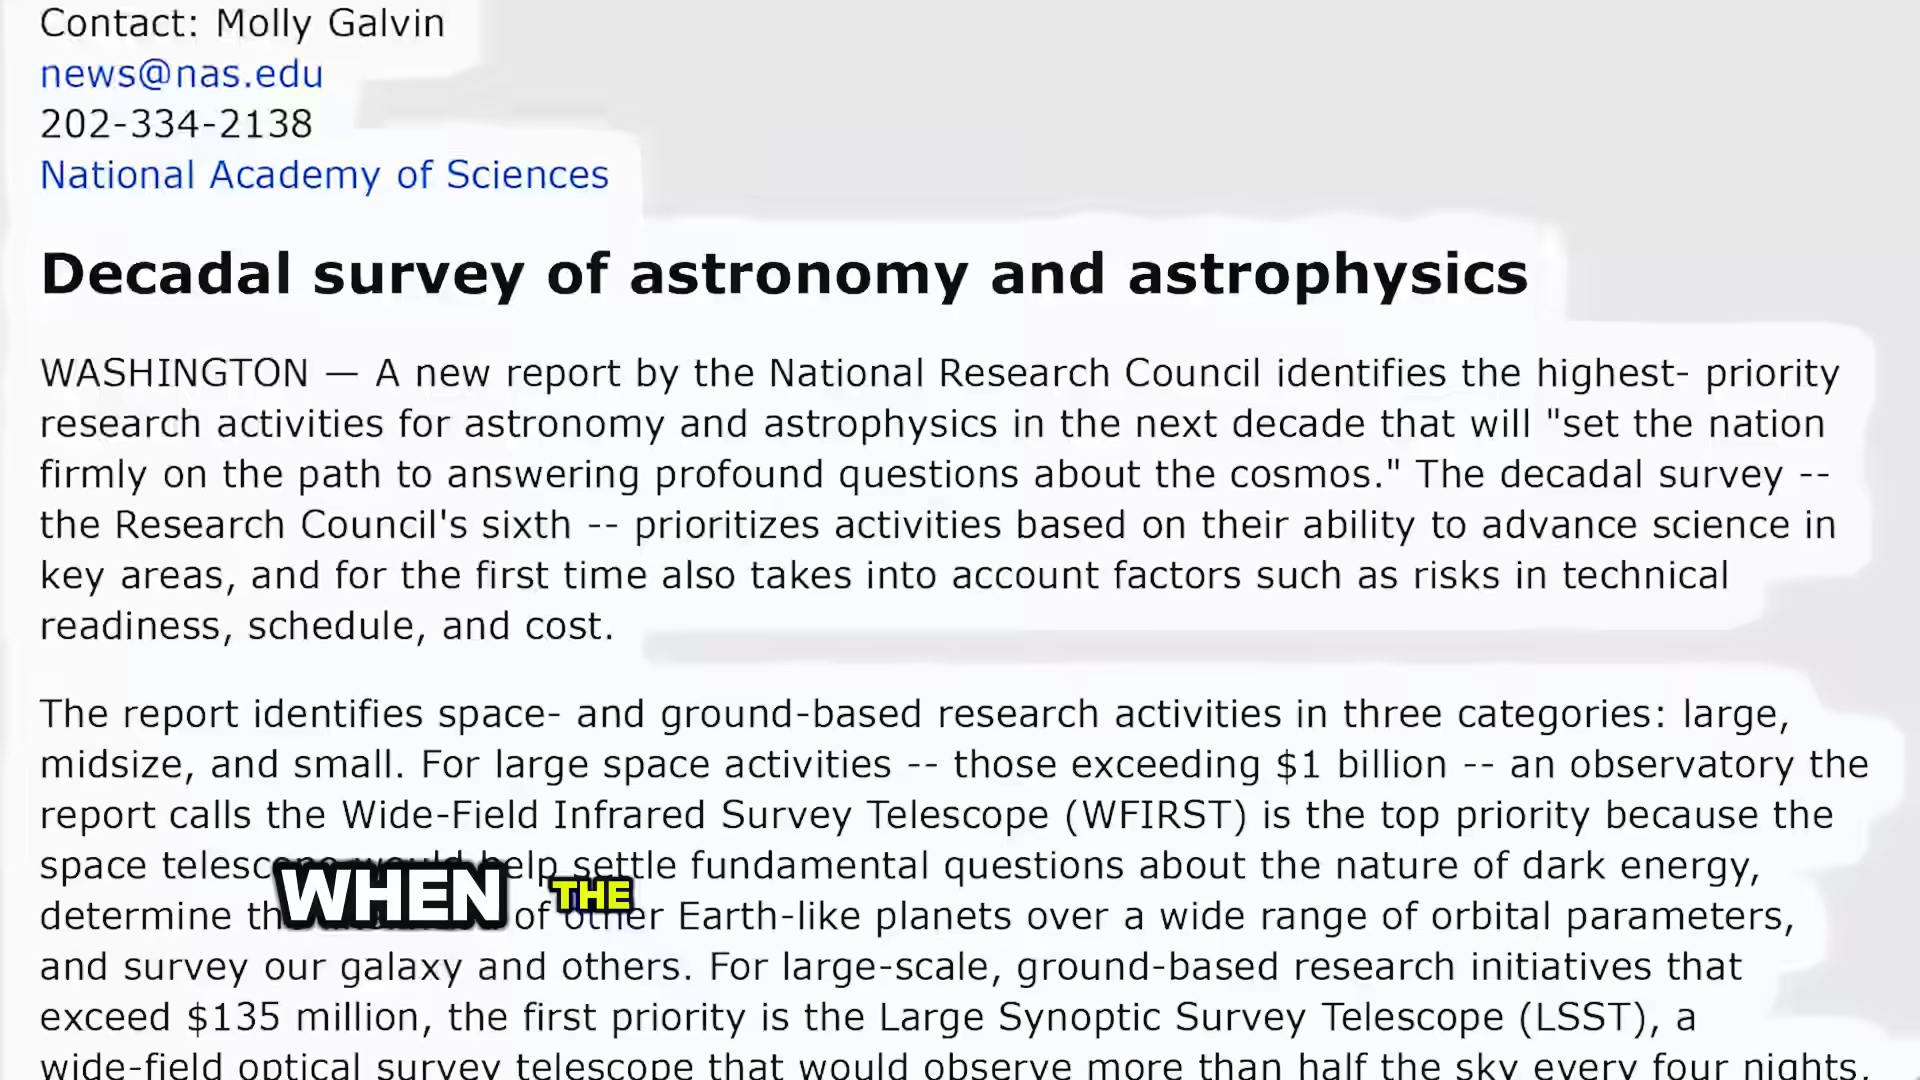 Contact: Molly Galvin
news@nas.edu
202-334-2138
National Academy of Sciences
Decadal survey of astronomy and astrophysics
WASHINGTON — A new report by the National Research Council identifies the highest- priority
research activities for astronomy and astrophysics in the next decade that will "set the nation
firmly on the path to answering profound questions about the cosmos." The decadal survey --
the Research Council's sixth -- prioritizes activities based on their ability to advance science in
key areas, and for the first time also takes into account factors such as risks in technical
readiness, schedule, and cost.
The report identifies space- and ground-based research activities in three categories: large,
midsize, and small. For large space activities -- those exceeding $1 billion -- an observatory the
report calls the Wide-Field Infrared Survey Telescope (WFIRST) is the top priority because the
space telescope would help settle fundamental questions about the nature of dark energy,
determine of other Earth-like planets over a wide range of orbital parameters,
WHEN THE
and survey our galaxy and others. For large-scale, ground-based research initiatives that
exceed $135 million, the first priority is the Large Synoptic Survey Telescope (LSST), a
wide-field optical survey telescope that would observe more than half the sky every four nights.